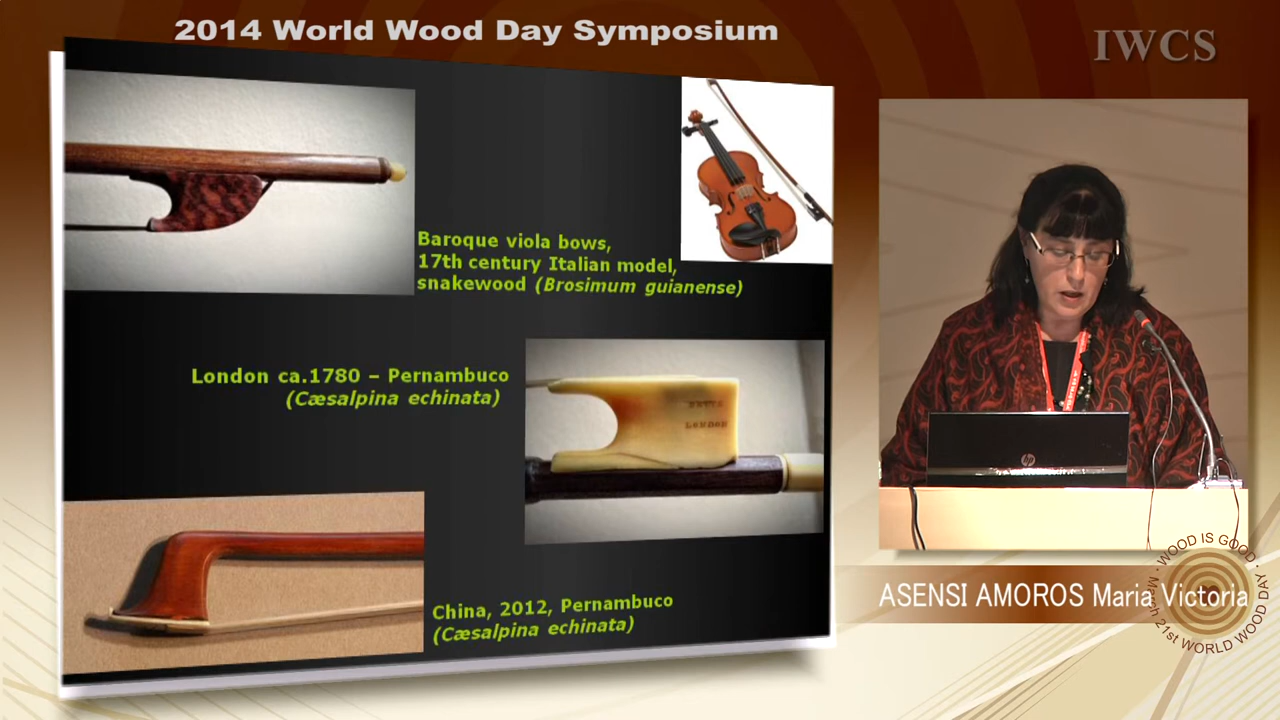 2014 World Wood Day Symposium
IWCS
Baroque viola bows,
17th century Italian model,
snakewood (Brosimum guianense)
London ca.1780 – Pernambuco
(Cæsalpina echinata)
LONDON
China, 2012, Pernambuco
(Cæsalpina echinata)
hp
ASENSI AMOROS Maria Victoria
· WOOD IS GOOD ·
March 21st WORLD WOOD DAY